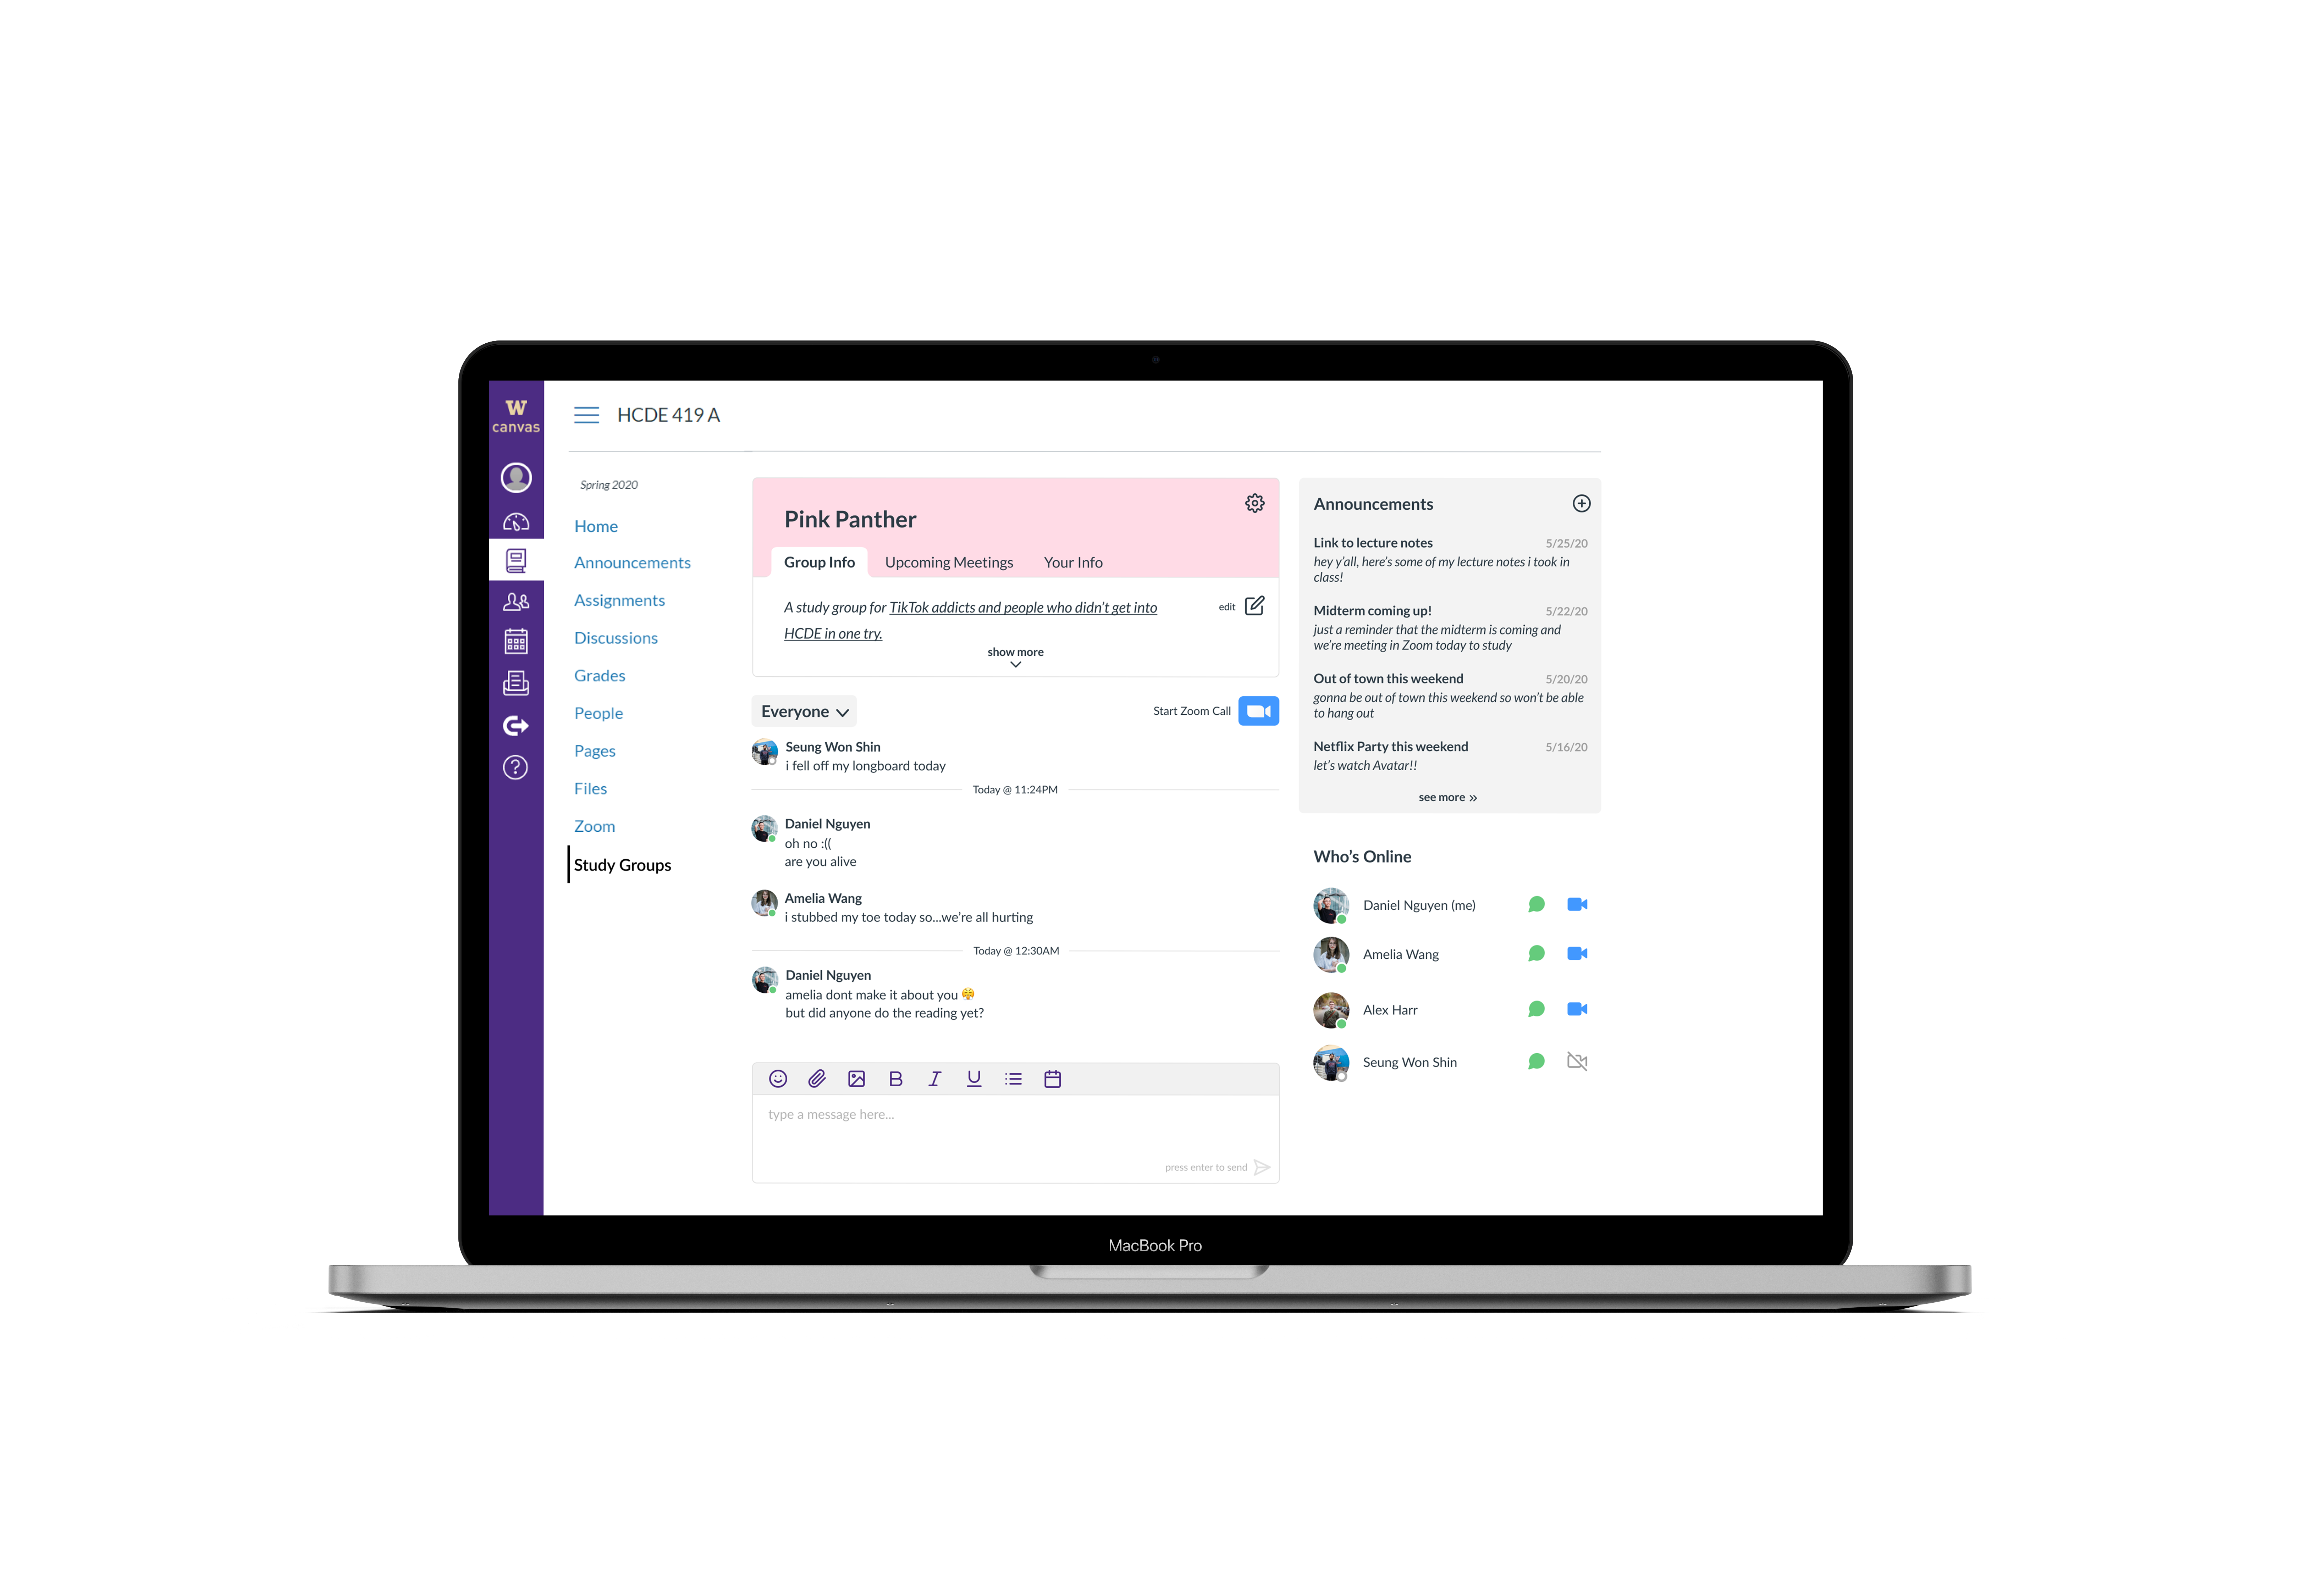 W
canvas
HCDE 419 A
Spring 2020
Home
Announcements
Assignments
Discussions
Grades
People
Pages
Files
Zoom
Study Groups
Pink Panther
Group Info
Upcoming Meetings
Your Info
A study group for TikTok addicts and people who didn't get into
HCDE in one try.
edit
show more
Everyone
Start Zoom Call
Seung Won Shin
i fell off my longboard today
Today @ 11:24PM
Daniel Nguyen
oh no :((
are you alive
Amelia Wang
i stubbed my toe today so...we're all hurting
Today @ 12:30AM
Daniel Nguyen
amelia dont make it about you 😤
but did anyone do the reading yet?
B I U
type a message here...
press enter to send
Announcements
Link to lecture notes 5/25/20
hey y'all, here's some of my lecture notes i took in
class!
Midterm coming up! 5/22/20
just a reminder that the midterm is coming and
we're meeting in Zoom today to study
Out of town this weekend 5/20/20
gonna be out of town this weekend so won't be able
to hang out
Netflix Party this weekend 5/16/20
let's watch Avatar!!
see more »
Who's Online
Daniel Nguyen (me)
Amelia Wang
Alex Harr
Seung Won Shin
MacBook Pro